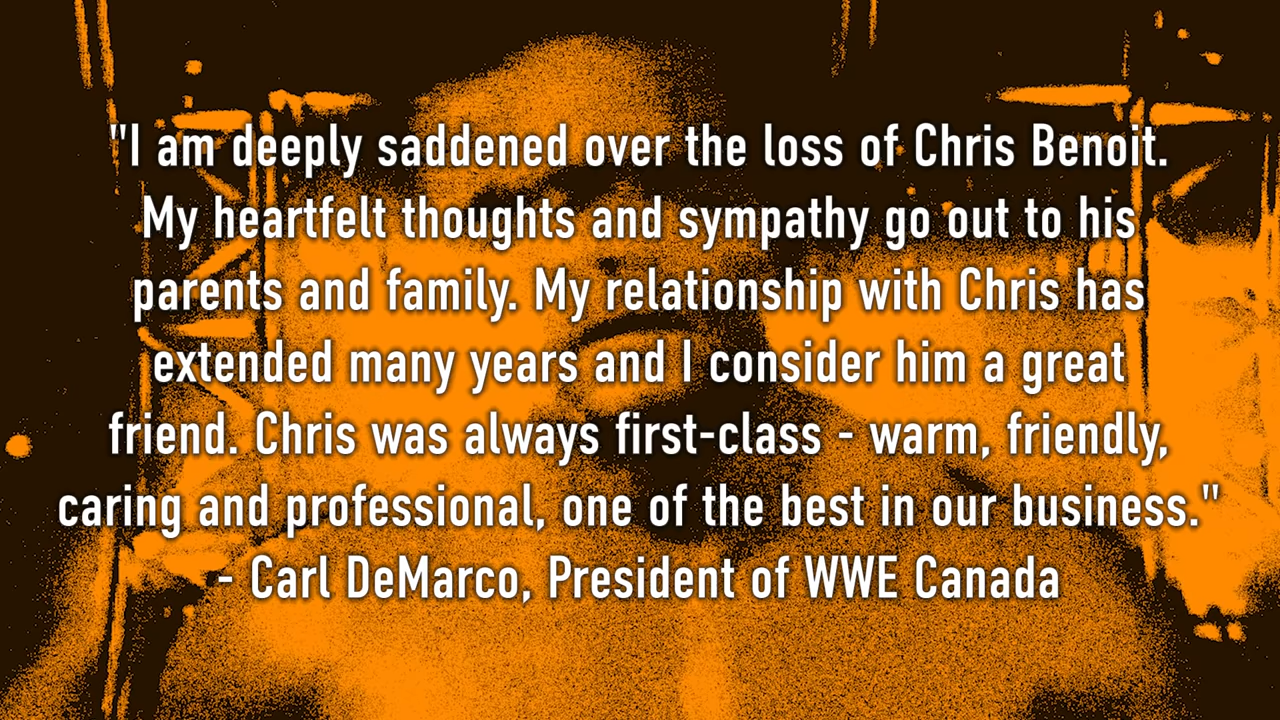 "I am deeply saddened over the loss of Chris Benoit.
My heartfelt thoughts and sympathy go out to his
parents and family. My relationship with Chris has
extended many years and I consider him a great
friend. Chris was always first-class - warm, friendly,
caring and professional, one of the best in our business."
- Carl DeMarco, President of WWE Canada